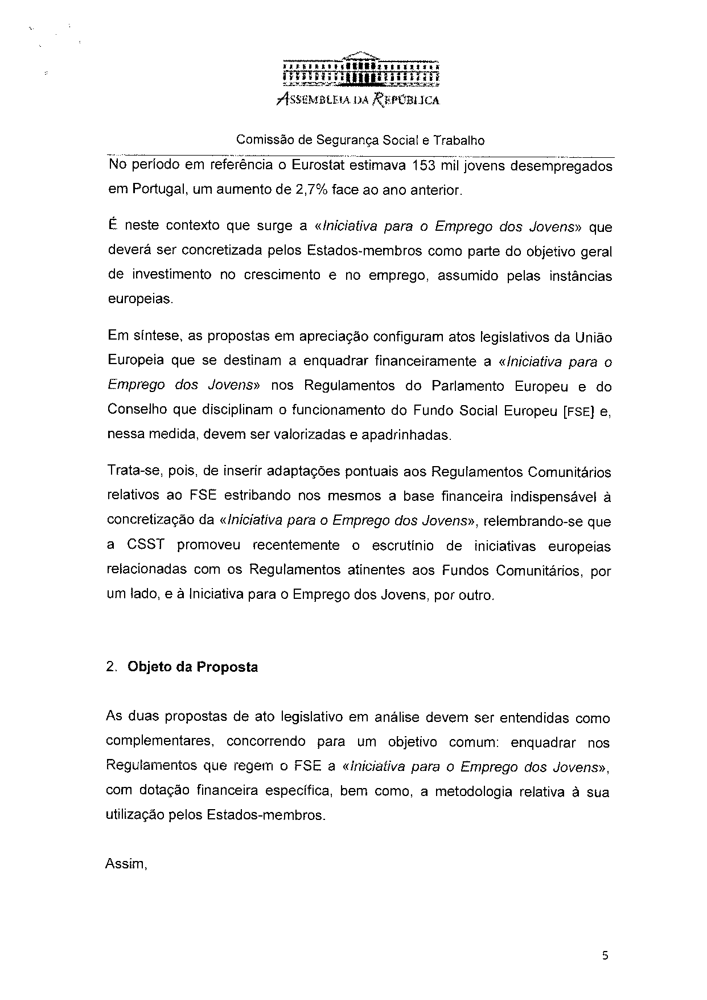 ASSEMBLEIA DA REPÚBLICA
Comissão de Segurança Social e Trabalho
No período em referência o Eurostat estimava 153 mil jovens desempregados
em Portugal, um aumento de 2,7% face ao ano anterior.
É neste contexto que surge a «Iniciativa para o Emprego dos Jovens» que
deverá ser concretizada pelos Estados-membros como parte do objetivo geral
de investimento no crescimento e no emprego, assumido pelas instâncias
europeias.
Em síntese, as propostas em apreciação configuram atos legislativos da União
Europeia que se destinam a enquadrar financeiramente a «Iniciativa para o
Emprego dos Jovens» nos Regulamentos do Parlamento Europeu e do
Conselho que disciplinam o funcionamento do Fundo Social Europeu [FSE] e,
nessa medida, devem ser valorizadas e apadrinhadas.
Trata-se, pois, de inserir adaptações pontuais aos Regulamentos Comunitários
relativos ao FSE estribando nos mesmos a base financeira indispensável à
concretização da «Iniciativa para o Emprego dos Jovens», relembrando-se que
a CSST promoveu recentemente o escrutínio de iniciativas europeias
relacionadas com os Regulamentos atinentes aos Fundos Comunitários, por
um lado, e à Iniciativa para o Emprego dos Jovens, por outro.
2. Objeto da Proposta
As duas propostas de ato legislativo em análise devem ser entendidas como
complementares, concorrendo para um objetivo comum: enquadrar nos
Regulamentos que regem o FSE a «Iniciativa para o Emprego dos Jovens»,
com dotação financeira específica, bem como, a metodologia relativa à sua
utilização pelos Estados-membros.
Assim,
5